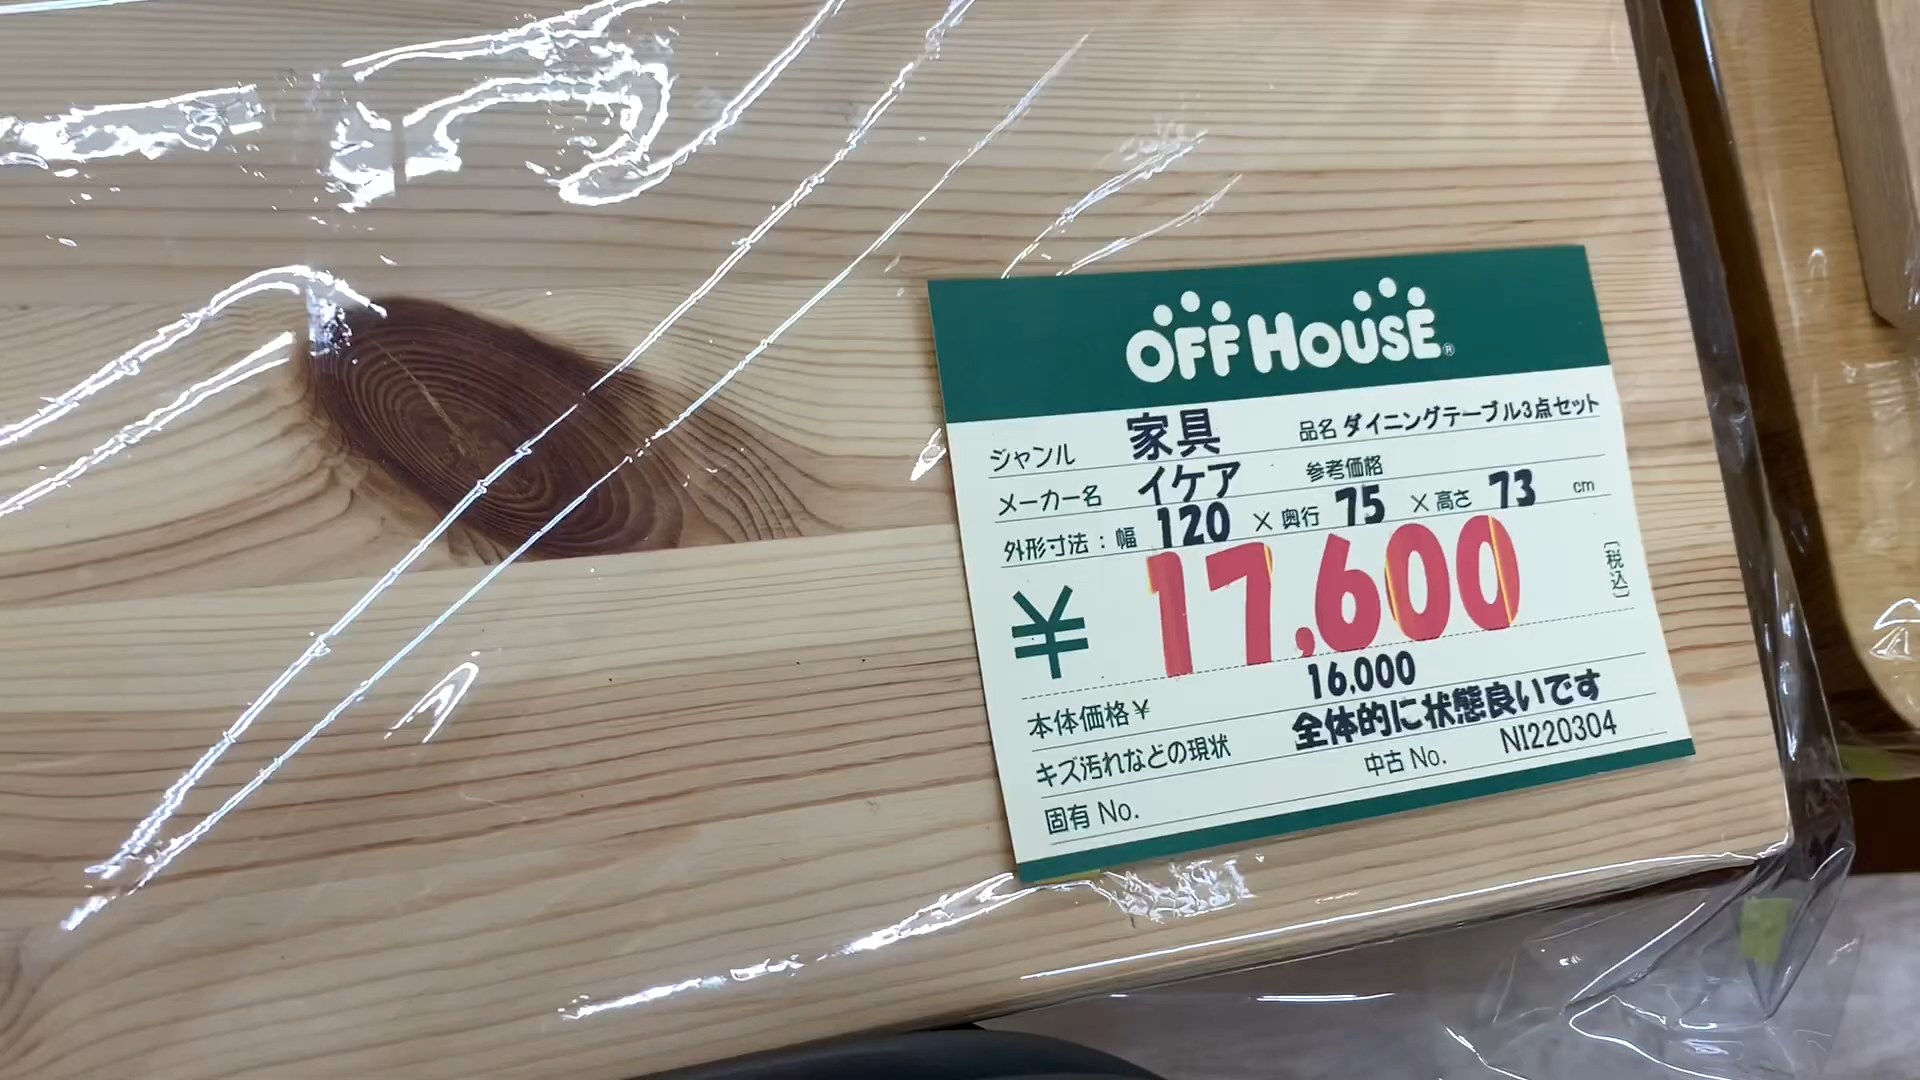 OFF HOUSE®
ジャンル 家具 品名 ダイニングテーブル3点セット
メーカー名 イケア 参考価格
外形寸法：幅 120 × 奥行 75 × 高さ 73 cm
¥ 17,600 〔税込〕
本体価格¥ 16,000
キズ汚れなどの現状 全体的に状態良いです
固有 No. 中古 No. NI220304